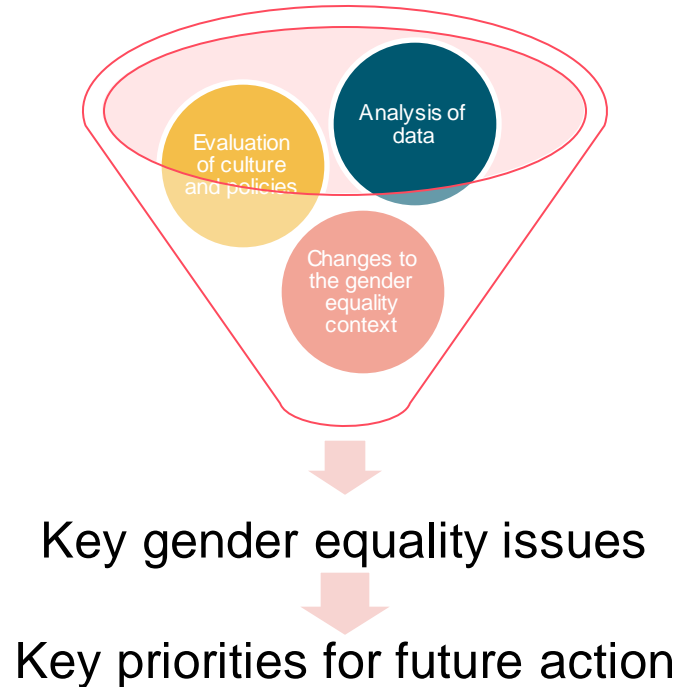 Analysis of
data
Evaluation
of culture
and policies
Changes to
the gender
equality
context
Key gender equality issues
Key priorities for future action